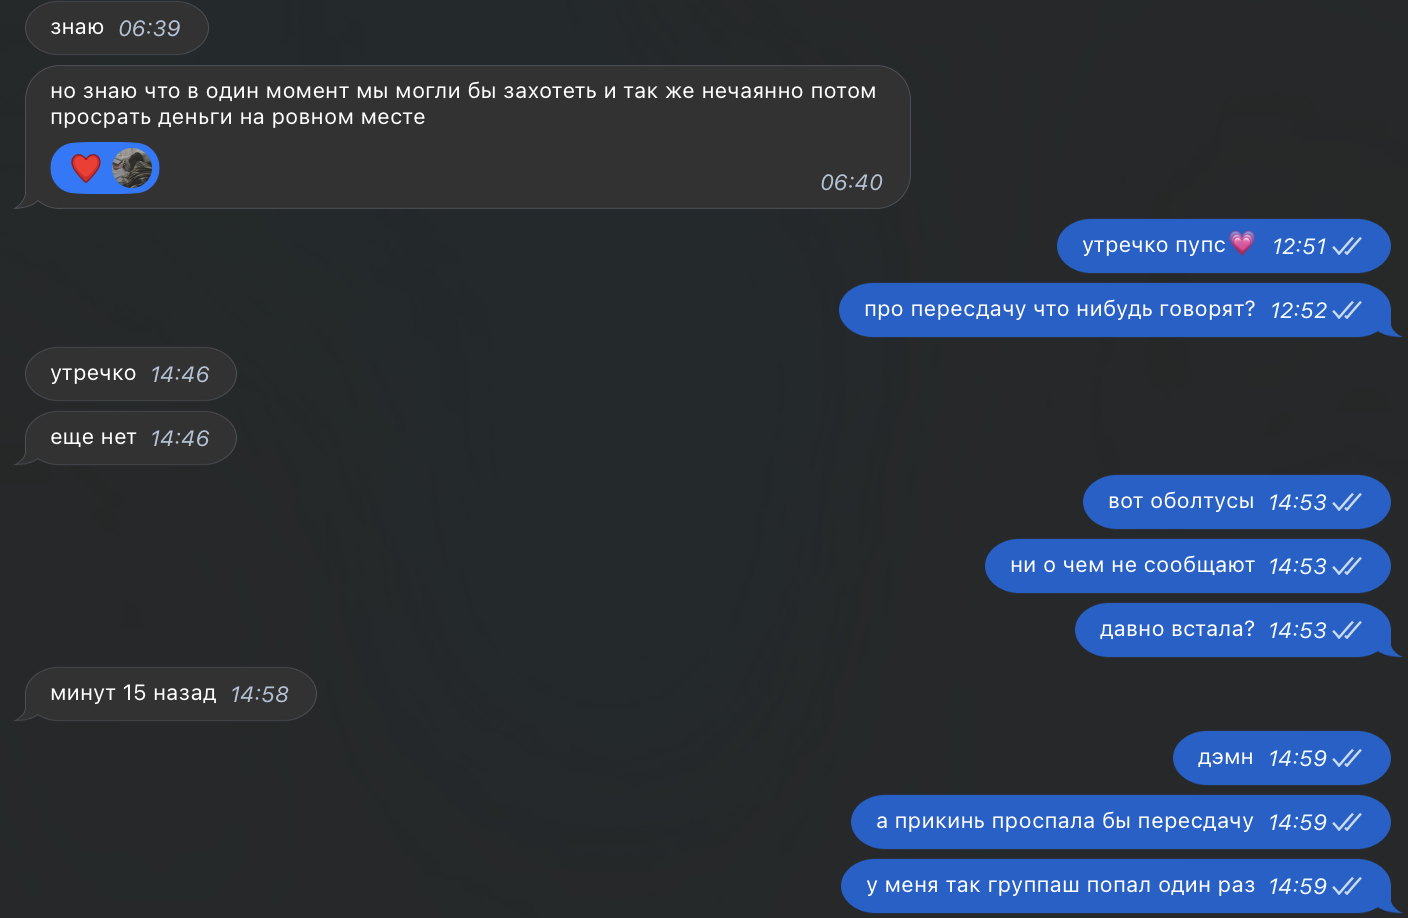 знаю 06:39
но знаю что в один момент мы могли бы захотеть и так же нечаянно потом
просрать деньги на ровном месте
❤️
06:40
утречко пупс💗 12:51
про пересдачу что нибудь говорят? 12:52
утречко 14:46
еще нет 14:46
вот оболтусы 14:53
ни о чем не сообщают 14:53
давно встала? 14:53
минут 15 назад 14:58
дэмн 14:59
а прикинь проспала бы пересдачу 14:59
у меня так группаш попал один раз 14:59